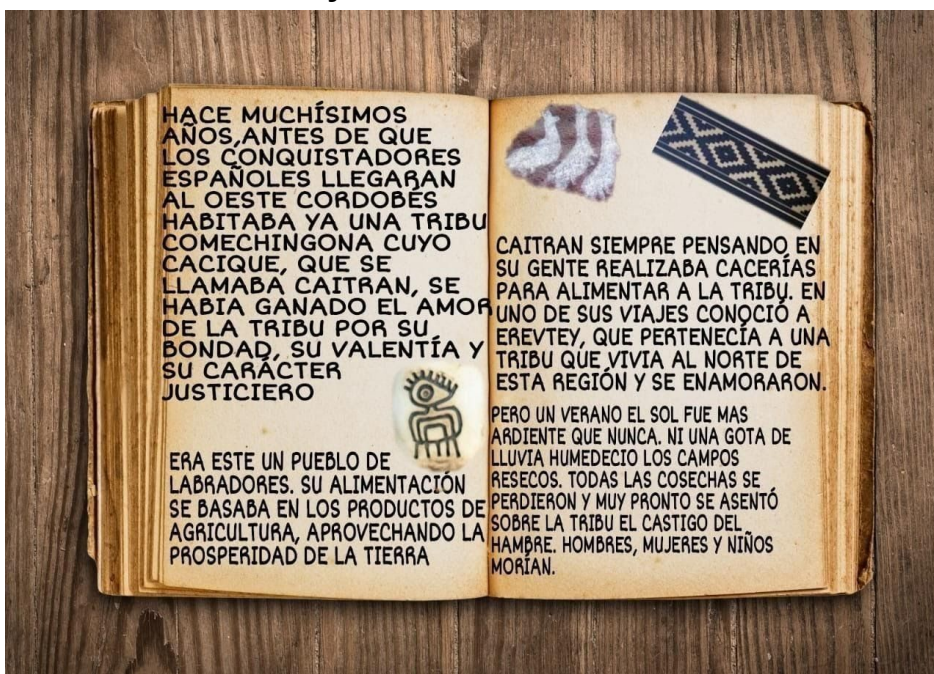 HACE MUCHÍSIMOS
AÑOS,ANTES DE QUE
LOS CONQUISTADORES
ESPAÑOLES LLEGARAN
AL OESTE CORDOBÉS
HABITABA YA UNA TRIBU
COMECHINGONA CUYO
CACIQUE, QUE SE
LLAMABA CAITRAN, SE
HABIA GANADO EL AMOR
DE LA TRIBU POR SU
BONDAD, SU VALENTÍA Y
SU CARÁCTER
JUSTICIERO
ERA ESTE UN PUEBLO DE
LABRADORES. SU ALIMENTACIÓN
SE BASABA EN LOS PRODUCTOS DE
AGRICULTURA, APROVECHANDO LA
PROSPERIDAD DE LA TIERRA
CAITRAN SIEMPRE PENSANDO EN
SU GENTE REALIZABA CACERÍAS
PARA ALIMENTAR A LA TRIBU. EN
UNO DE SUS VIAJES CONOCIÓ A
EREVTEY, QUE PERTENECÍA A UNA
TRIBU QUE VIVIA AL NORTE DE
ESTA REGIÓN Y SE ENAMORARON.
PERO UN VERANO EL SOL FUE MAS
ARDIENTE QUE NUNCA. NI UNA GOTA DE
LLUVIA HUMEDECIO LOS CAMPOS
RESECOS. TODAS LAS COSECHAS SE
PERDIERON Y MUY PRONTO SE ASENTÓ
SOBRE LA TRIBU EL CASTIGO DEL
HAMBRE. HOMBRES, MUJERES Y NIÑOS
MORÍAN.